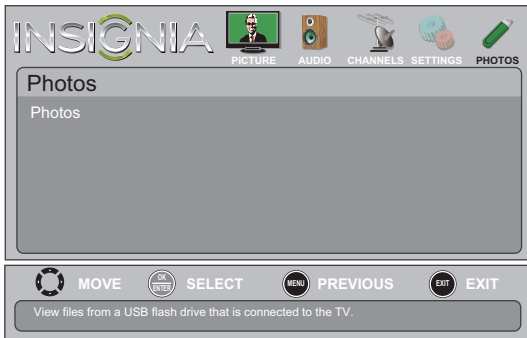 INSIGNIA
PICTURE AUDIO CHANNELS SETTINGS PHOTOS
Photos
Photos
MOVE OK ENTER SELECT MENU PREVIOUS EXIT EXIT
View files from a USB flash drive that is connected to the TV.